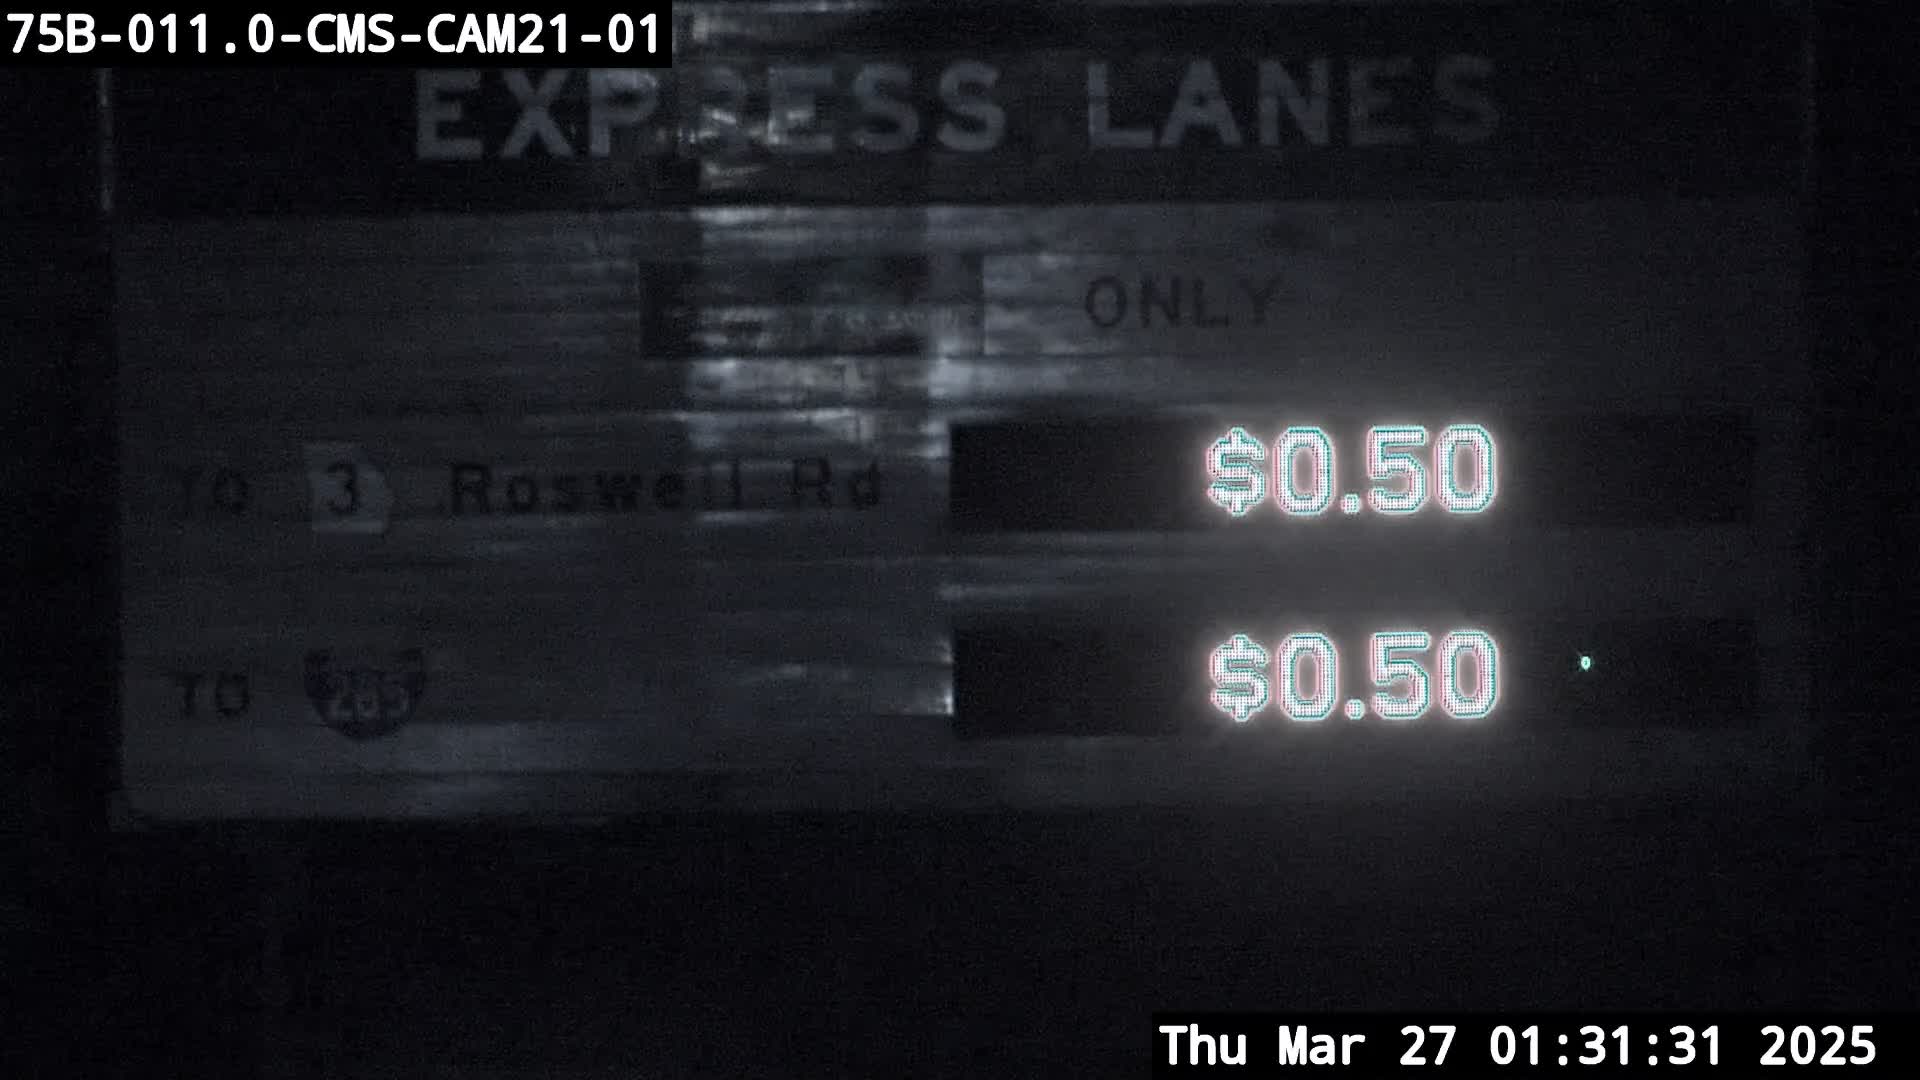 75B-011.0-CMS-CAM21-01
EXPRESS LANES
ONLY
TO 3 Roswell Rd $0.50
TO 285 $0.50
Thu Mar 27 01:31:31 2025